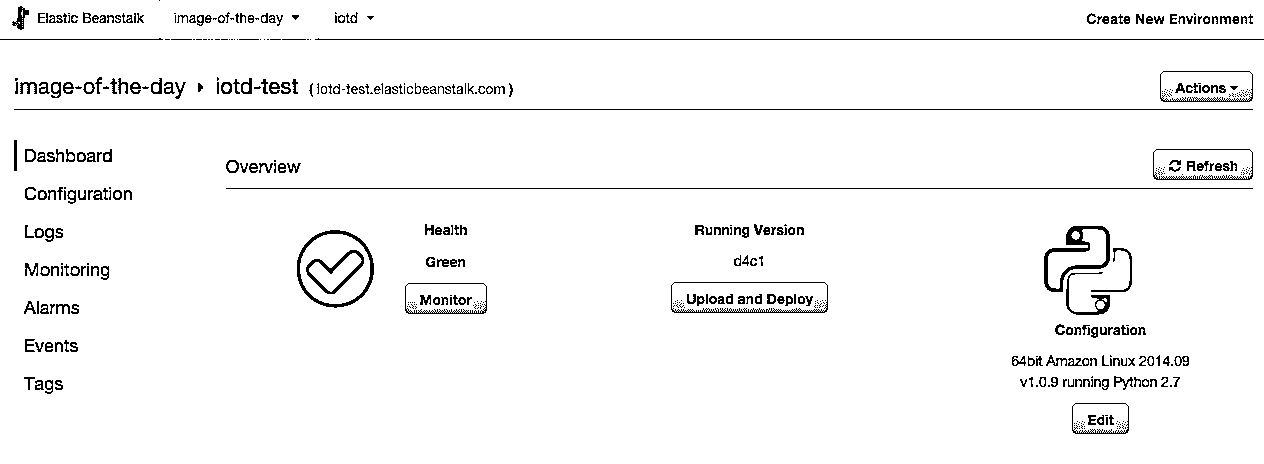 Elastic Beanstalk image-of-the-day iotd Create New Environment
image-of-the-day iotd-test ( iotd-test.elasticbeanstalk.com )
Actions
Dashboard
Configuration
Logs
Monitoring
Alarms
Events
Tags
Overview
Refresh
Health
Green
Monitor
Running Version
d4c1
Upload and Deploy
Configuration
64bit Amazon Linux 2014.09
v1.0.9 running Python 2.7
Edit